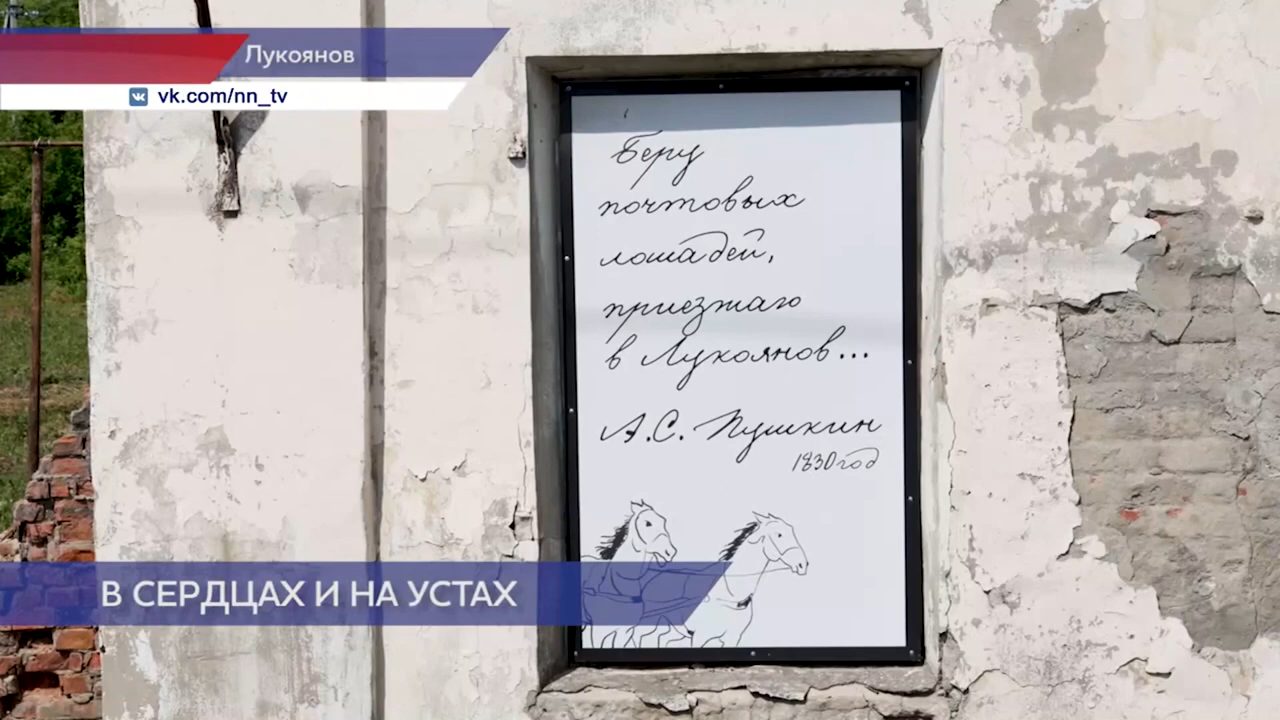 Лукоянов
vk.com/nn_tv
Беру
почтовых
лошадей,
приезжаю
в Лукоянов...
А.С. Пушкин
1830 год
В СЕРДЦАХ И НА УСТАХ